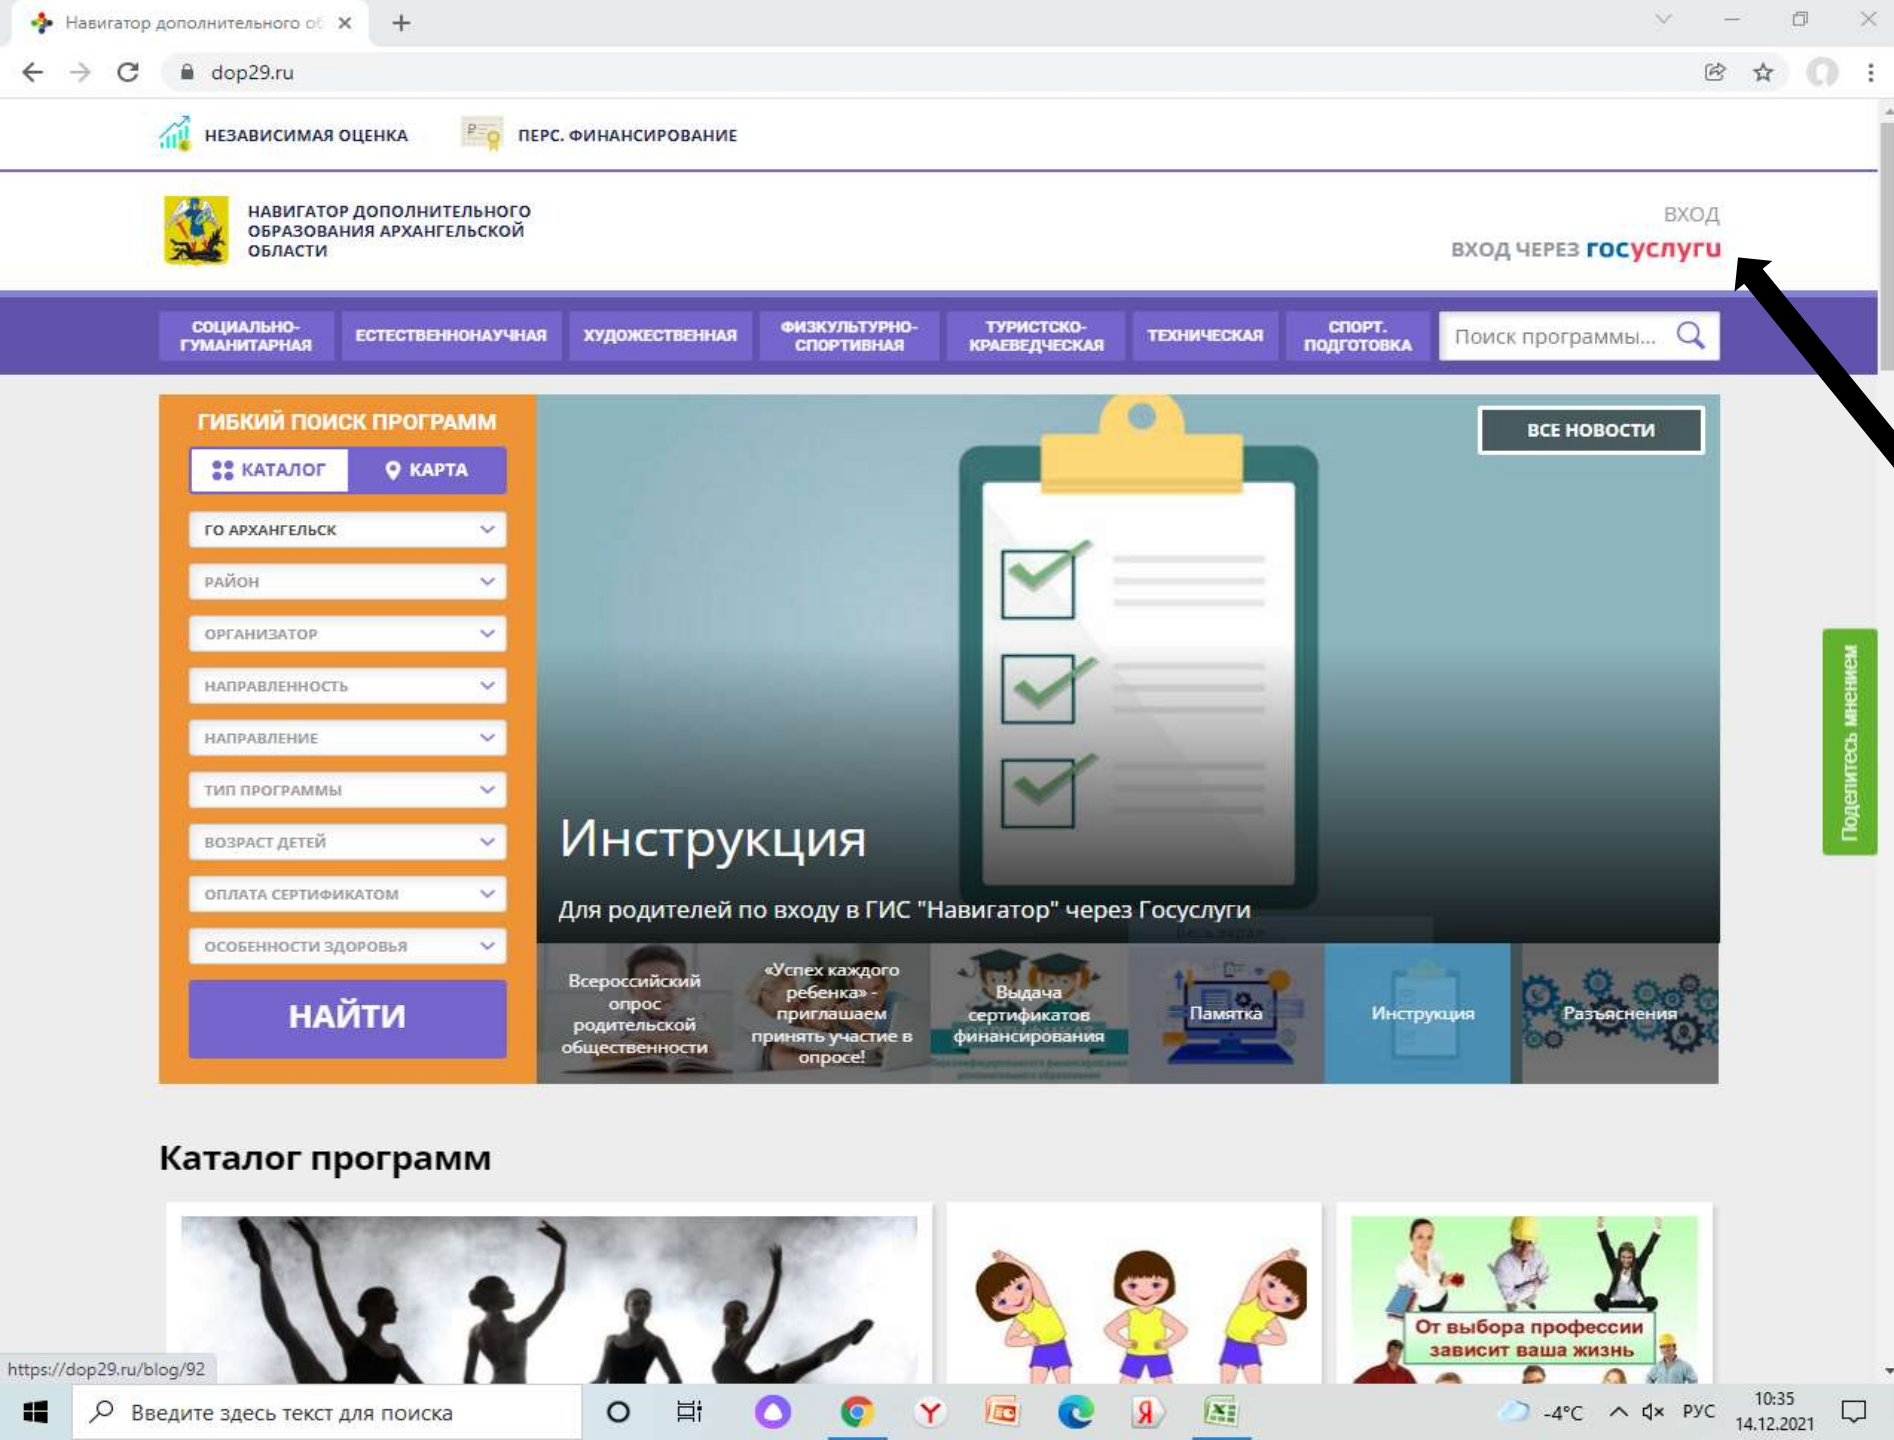 Навигатор дополнительного об
dop29.ru
НЕЗАВИСИМАЯ ОЦЕНКА
ПЕРС. ФИНАНСИРОВАНИЕ
НАВИГАТОР ДОПОЛНИТЕЛЬНОГО
ОБРАЗОВАНИЯ АРХАНГЕЛЬСКОЙ
ОБЛАСТИ
ВХОД
ВХОД ЧЕРЕЗ госуслуги
СОЦИАЛЬНО-
ГУМАНИТАРНАЯ
ЕСТЕСТВЕННОНАУЧНАЯ
ХУДОЖЕСТВЕННАЯ
ФИЗКУЛЬТУРНО-
СПОРТИВНАЯ
ТУРИСТСКО-
КРАЕВЕДЧЕСКАЯ
ТЕХНИЧЕСКАЯ
СПОРТ.
ПОДГОТОВКА
Поиск программы...
ГИБКИЙ ПОИСК ПРОГРАММ
КАТАЛОГ
КАРТА
ГО АРХАНГЕЛЬСК
РАЙОН
ОРГАНИЗАТОР
НАПРАВЛЕННОСТЬ
НАПРАВЛЕНИЕ
ТИП ПРОГРАММЫ
ВОЗРАСТ ДЕТЕЙ
ОПЛАТА СЕРТИФИКАТОМ
ОСОБЕННОСТИ ЗДОРОВЬЯ
НАЙТИ
ВСЕ НОВОСТИ
Инструкция
Для родителей по входу в ГИС "Навигатор" через Госуслуги
Всероссийский
опрос
родительской
общественности
«Успех каждого
ребенка» -
приглашаем
принять участие в
опросе!
Выдача
сертификатов
финансирования
Памятка
Инструкция
Разъяснения
Поделитесь мнением
Каталог программ
От выбора профессии
зависит ваша жизнь
https://dop29.ru/blog/92
Введите здесь текст для поиска
-4°C
РУС
10:35
14.12.2021